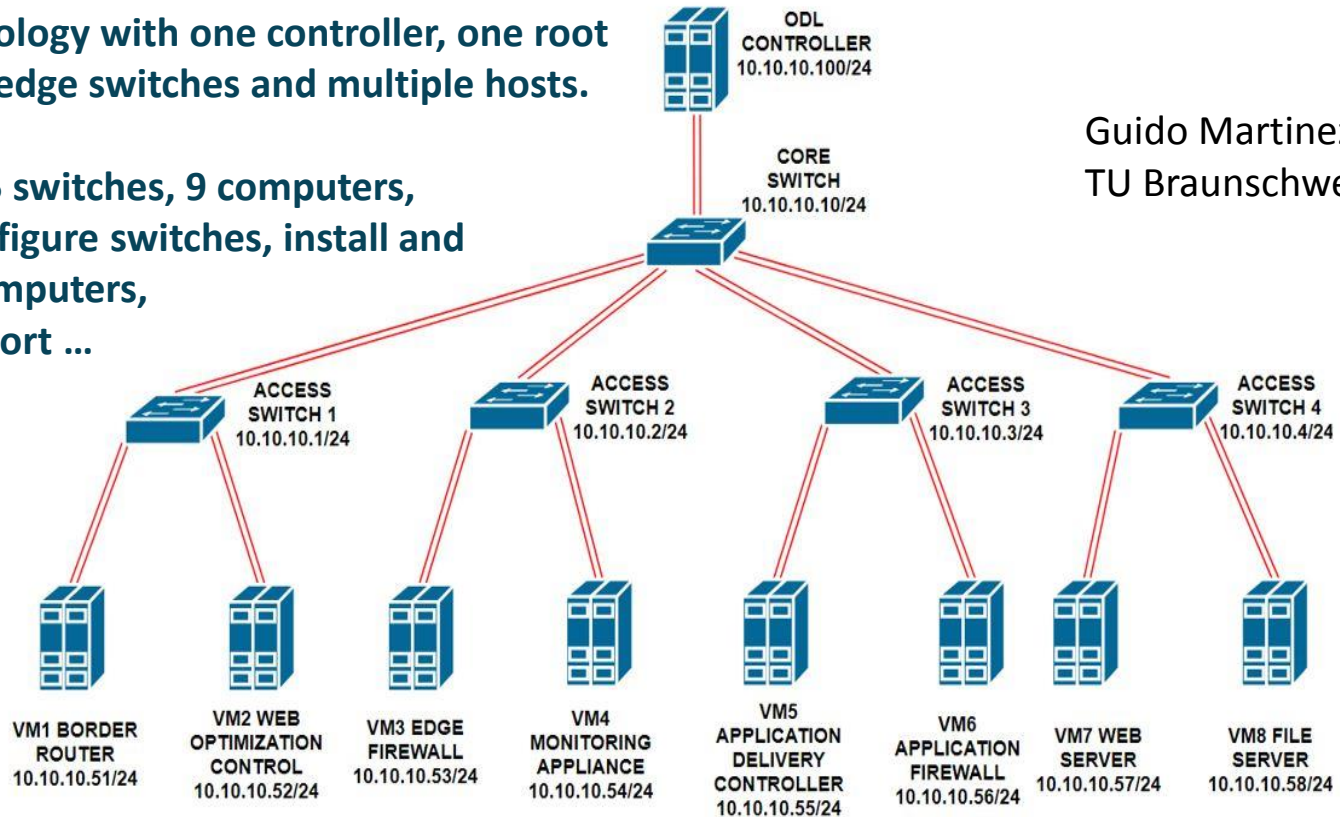 ology with one controller, one root
edge switches and multiple hosts.
switches, 9 computers,
figure switches, install and
mputers,
ort …
ODL
CONTROLLER
10.10.10.100/24
Guido Martine
TU Braunschwe
CORE
SWITCH
10.10.10.10/24
ACCESS
SWITCH 1
10.10.10.1/24
ACCESS
SWITCH 2
10.10.10.2/24
ACCESS
SWITCH 3
10.10.10.3/24
ACCESS
SWITCH 4
10.10.10.4/24
VM1 BORDER
ROUTER
10.10.10.51/24
VM2 WEB
OPTIMIZATION
CONTROL
10.10.10.52/24
VM3 EDGE
FIREWALL
10.10.10.53/24
VM4
MONITORING
APPLIANCE
10.10.10.54/24
VM5
APPLICATION
DELIVERY
CONTROLLER
10.10.10.55/24
VM6
APPLICATION
FIREWALL
10.10.10.56/24
VM7 WEB
SERVER
10.10.10.57/24
VM8 FILE
SERVER
10.10.10.58/24